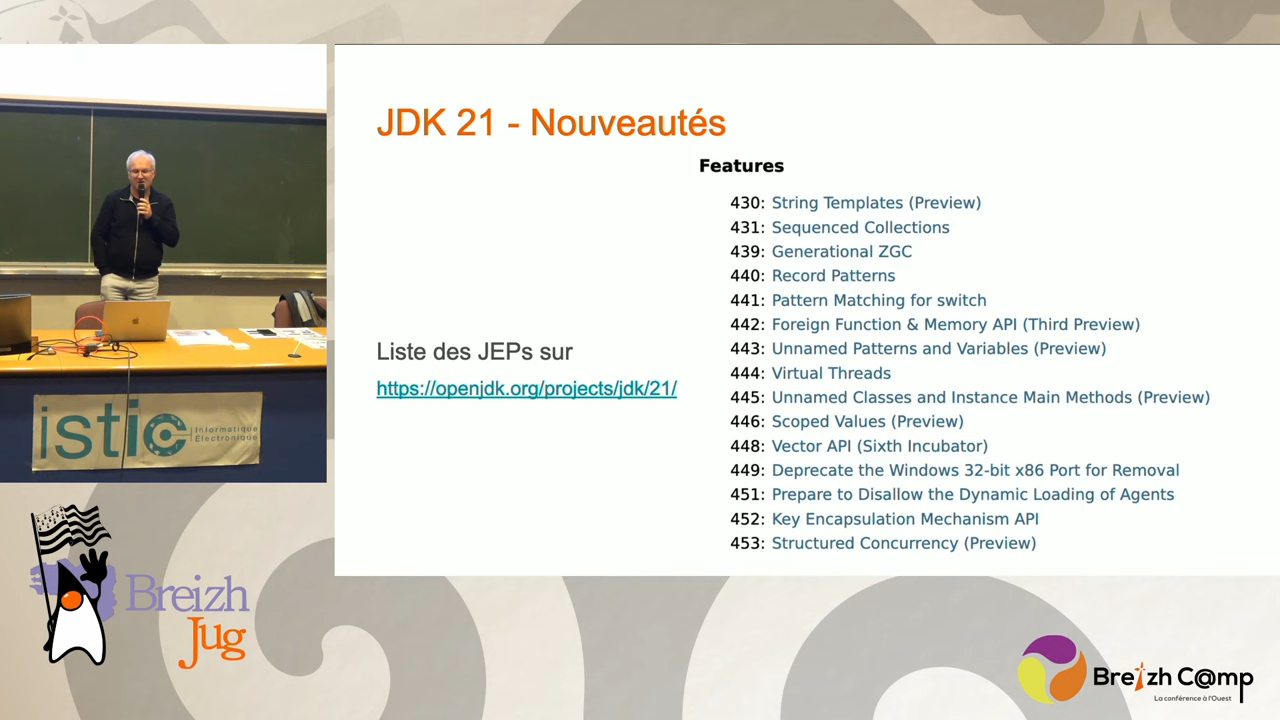 JDK 21 - Nouveautés
Features
430: String Templates (Preview)
431: Sequenced Collections
439: Generational ZGC
440: Record Patterns
441: Pattern Matching for switch
442: Foreign Function & Memory API (Third Preview)
443: Unnamed Patterns and Variables (Preview)
444: Virtual Threads
445: Unnamed Classes and Instance Main Methods (Preview)
446: Scoped Values (Preview)
448: Vector API (Sixth Incubator)
449: Deprecate the Windows 32-bit x86 Port for Removal
451: Prepare to Disallow the Dynamic Loading of Agents
452: Key Encapsulation Mechanism API
453: Structured Concurrency (Preview)
Liste des JEPs sur
https://openjdk.org/projects/jdk/21/
istic
Informatique
Électronique
Breizh
Jug
Breizh C@mp
La conférence à l'Ouest